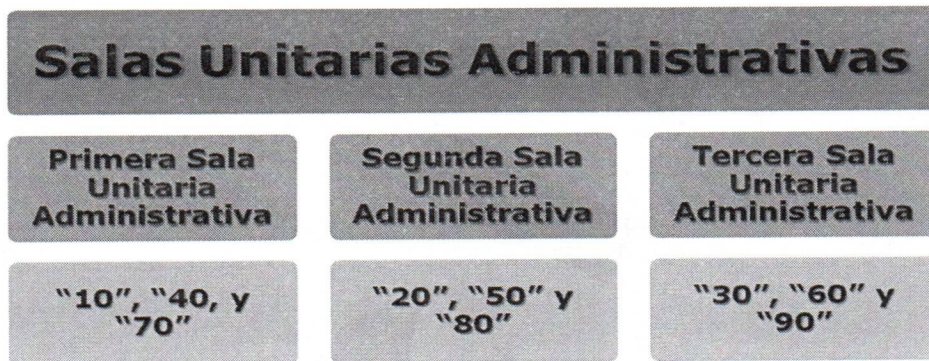 Salas Unitarias Administrativas
Primera Sala
Unitaria
Administrativa
Segunda Sala
Unitaria
Administrativa
Tercera Sala
Unitaria
Administrativa
“10”, “40, y
“70”
“20”, “50” y
“80”
“30”, “60” y
“90”